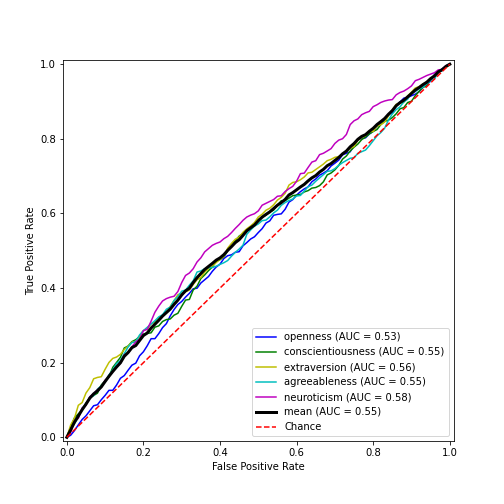 1.0
0.8
0.6
0.4
0.2
0.0
True Positive Rate
0.0 0.2 0.4 0.6 0.8 1.0
False Positive Rate
openness (AUC = 0.53)
conscientiousness (AUC = 0.55)
extraversion (AUC = 0.56)
agreeableness (AUC = 0.55)
neuroticism (AUC = 0.58)
mean (AUC = 0.55)
Chance